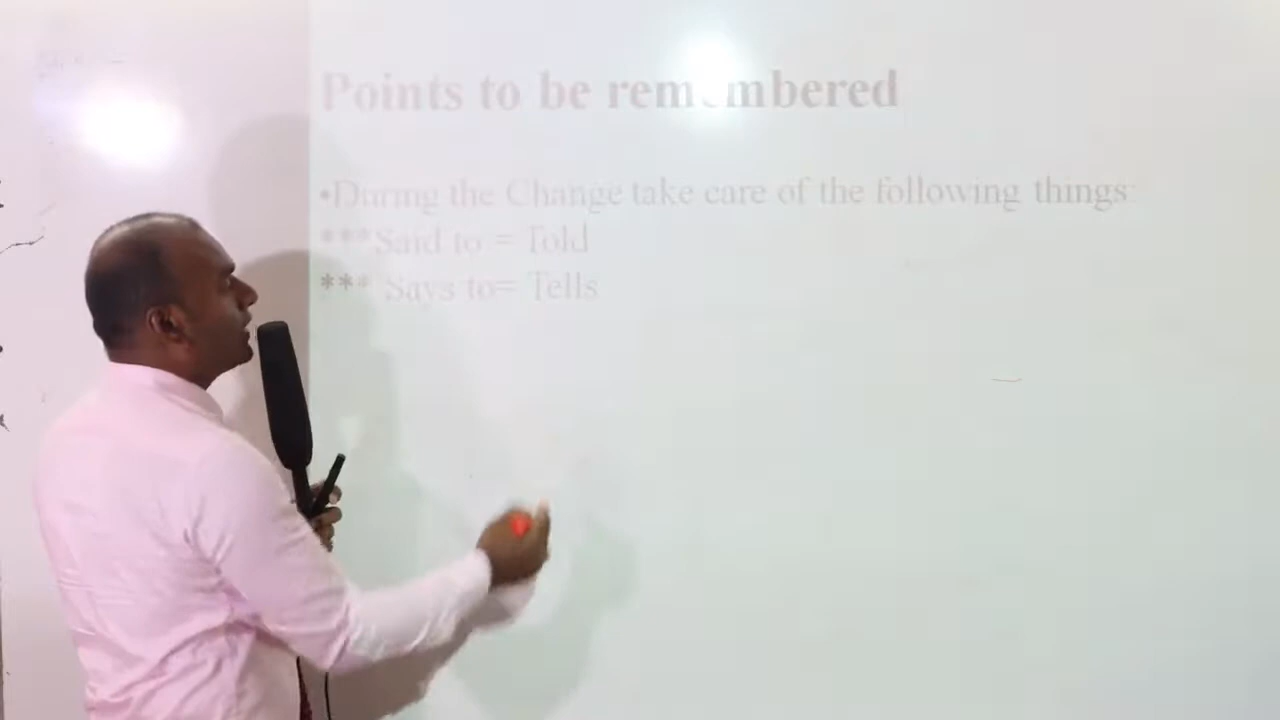 Points to be remembered
•During the Change take care of the following things:
***Said to = Told
*** Says to= Tells